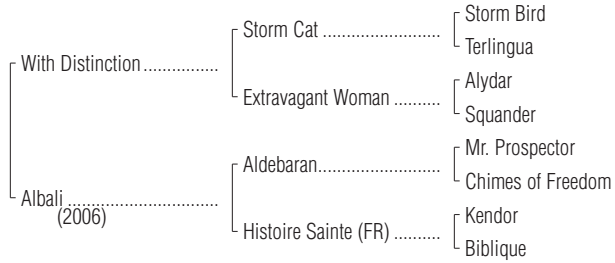 Storm Bird
Storm Cat ........................
Terlingua
With Distinction ...............
Alydar
Extravagant Woman ..........
Squander
Mr. Prospector
Aldebaran.........................
Chimes of Freedom
Albali ..............................
(2006)
Kendor
Histoire Sainte (FR) ..........
Biblique